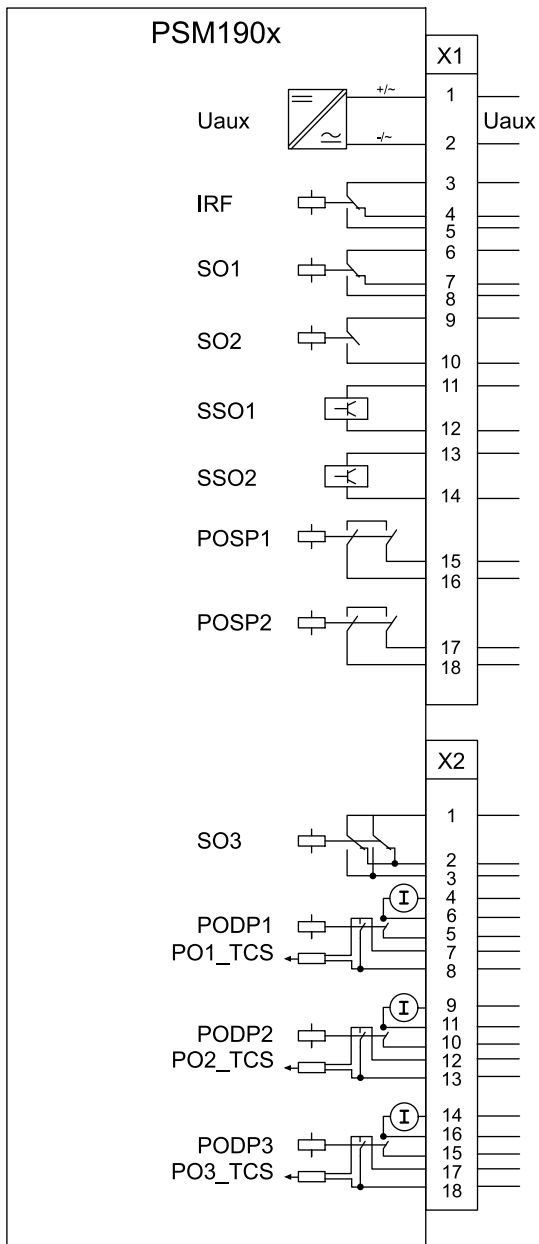 PSM190x
X1
+/~
1
Uaux
Uaux
-/~
2
3
IRF
4
5
6
SO1
7
8
9
SO2
10
11
SSO1
12
13
SSO2
14
POSP1
15
16
POSP2
17
18
X2
1
SO3
2
3
I
4
6
PODP1
5
PO1_TCS
7
8
I
9
11
PODP2
10
PO2_TCS
12
13
I
14
16
PODP3
15
PO3_TCS
17
18